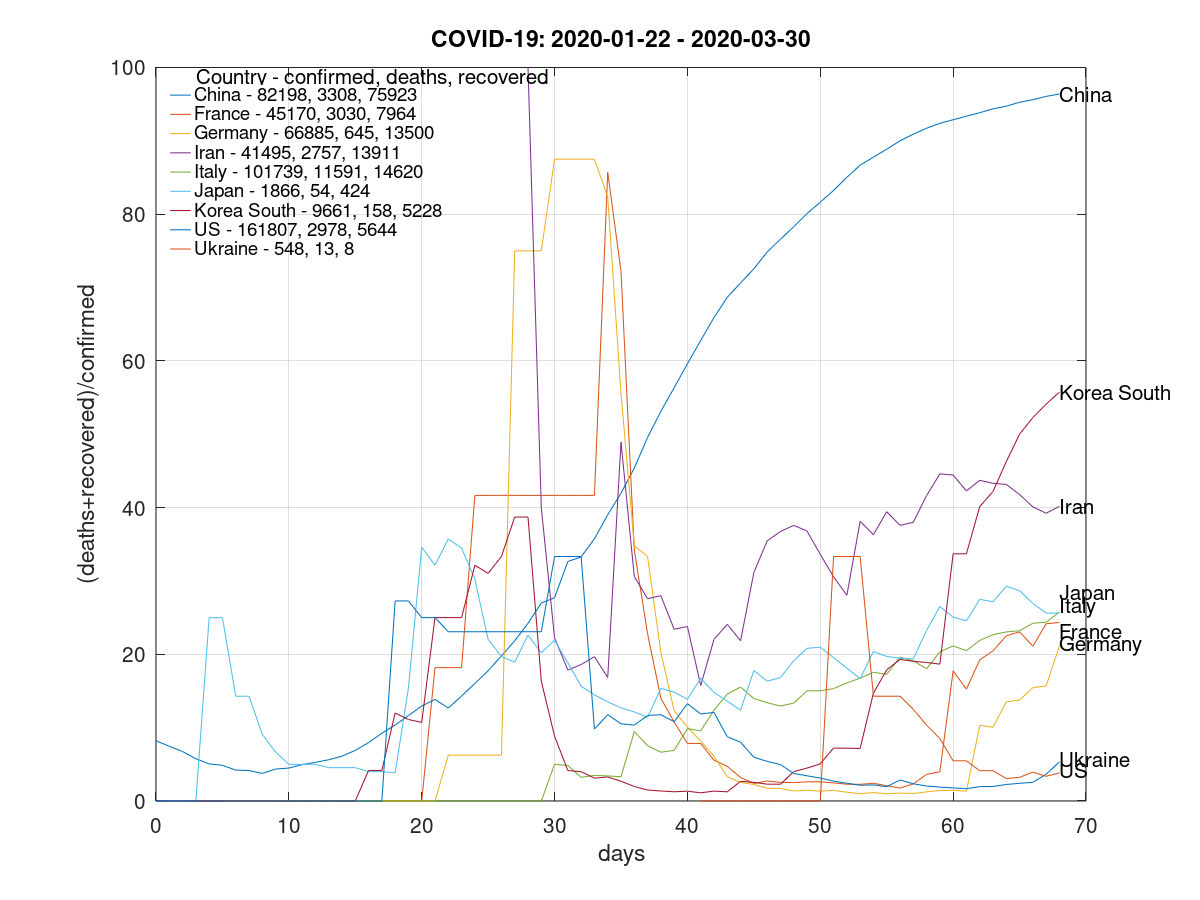 COVID-19: 2020-01-22 - 2020-03-30
Country - confirmed, deaths, recovered
China - 82198, 3308, 75923
France - 45170, 3030, 7964
Germany - 66885, 645, 13500
Iran - 41495, 2757, 13911
Italy - 101739, 11591, 14620
Japan - 1866, 54, 424
Korea South - 9661, 158, 5228
US - 161807, 2978, 5644
Ukraine - 548, 13, 8
China
Korea South
Iran
Japan
Italy
France
Germany
Ukraine
US
(deaths+recovered)/confirmed
100
80
60
40
20
0
0 10 20 30 40 50 60 70
days